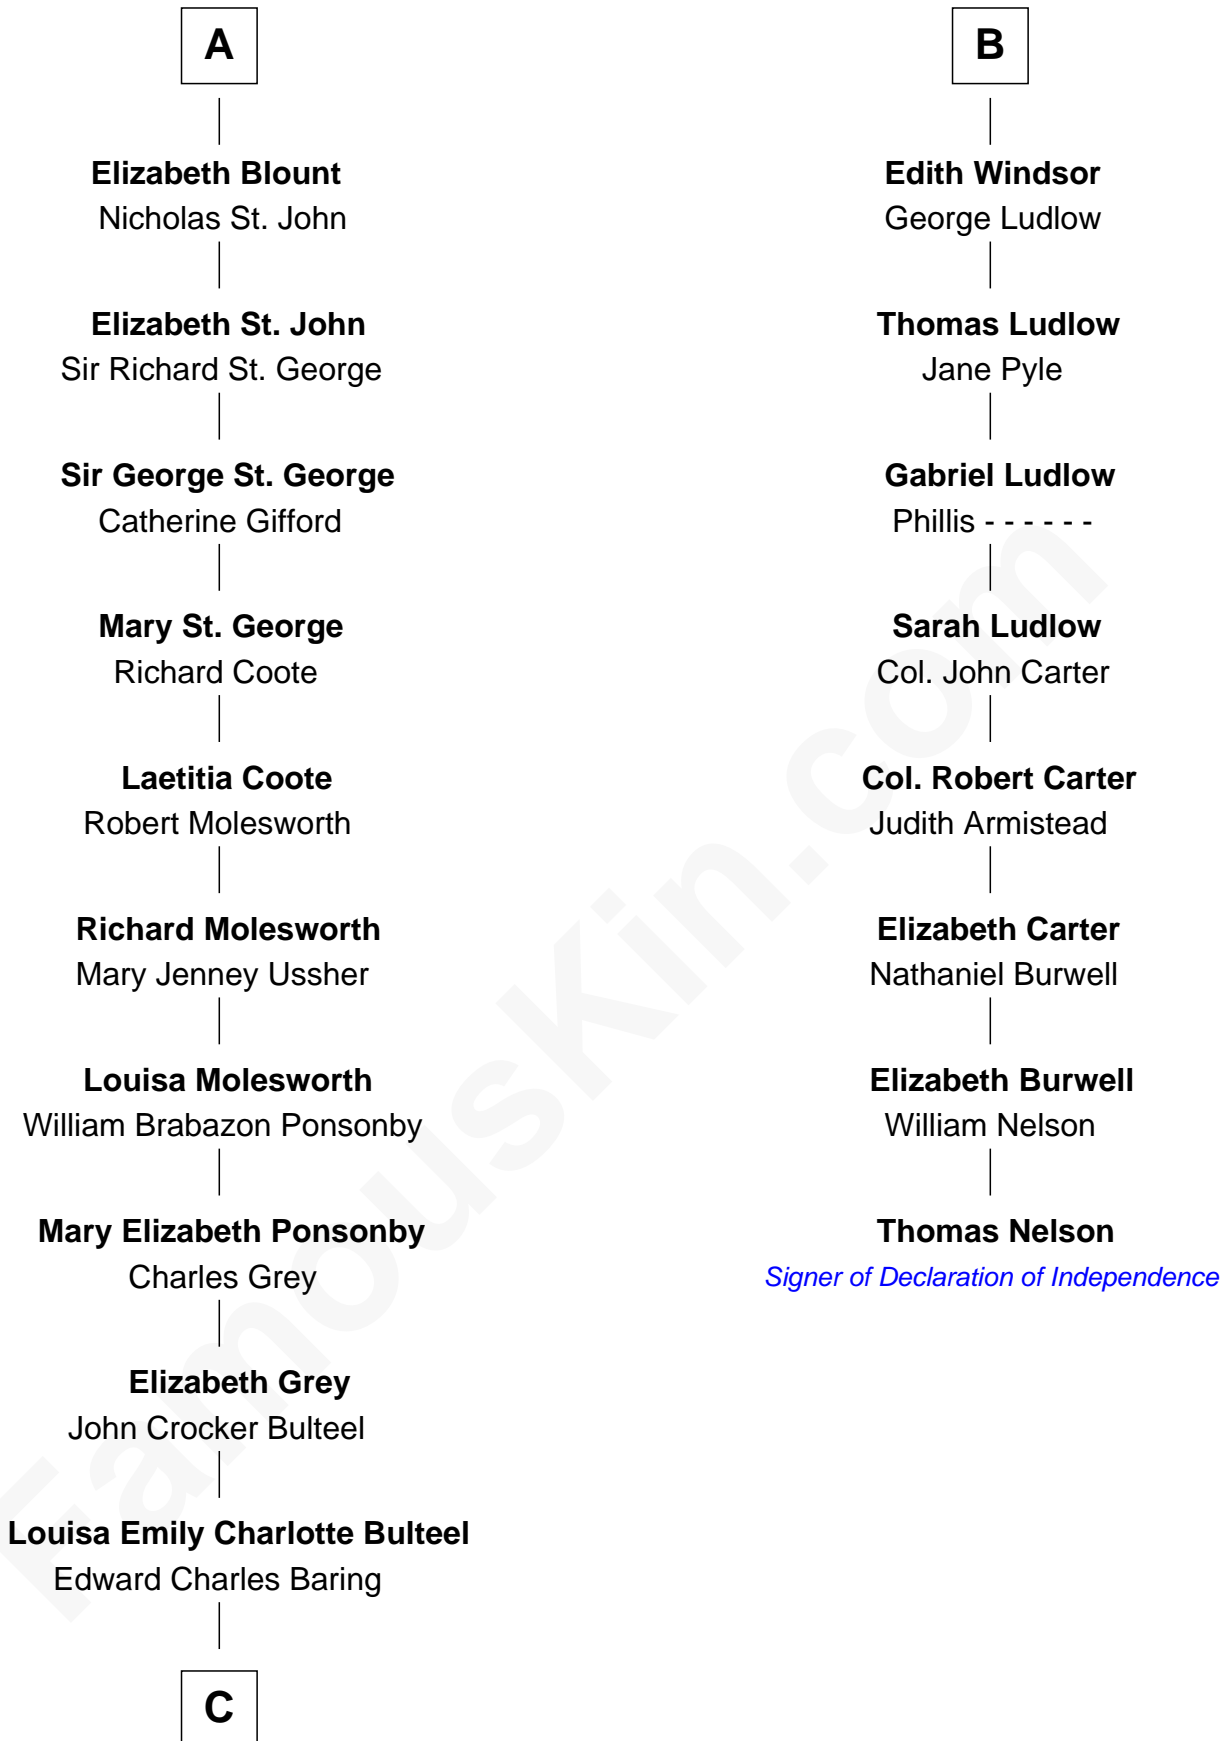 A
Elizabeth Blount
Nicholas St. John
Elizabeth St. John
Sir Richard St. George
Sir George St. George
Catherine Gifford
Mary St. George
Richard Coote
Laetitia Coote
Robert Molesworth
Richard Molesworth
Mary Jenney Ussher
Louisa Molesworth
William Brabazon Ponsonby
Mary Elizabeth Ponsonby
Charles Grey
Elizabeth Grey
John Crocker Bulteel
Louisa Emily Charlotte Bulteel
Edward Charles Baring
C
B
Edith Windsor
George Ludlow
Thomas Ludlow
Jane Pyle
Gabriel Ludlow
Phillis - - - - - -
Sarah Ludlow
Col. John Carter
Col. Robert Carter
Judith Armistead
Elizabeth Carter
Nathaniel Burwell
Elizabeth Burwell
William Nelson
Thomas Nelson
Signer of Declaration of Independence
FamousKin.com